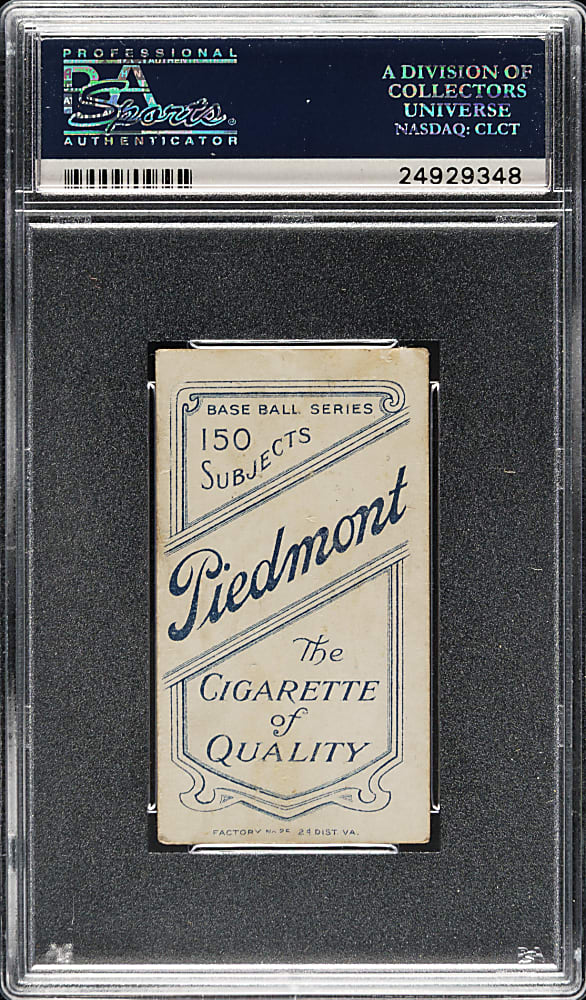 PROFESSIONAL
PSA
Sports
AUTHENTICATOR
A DIVISION OF
COLLECTORS
UNIVERSE
NASDAQ: CLCT
24929348
BASE BALL SERIES
150
SUBJECTS
Piedmont
The
CIGARETTE
of
QUALITY
FACTORY No 25 24 DIST. VA.